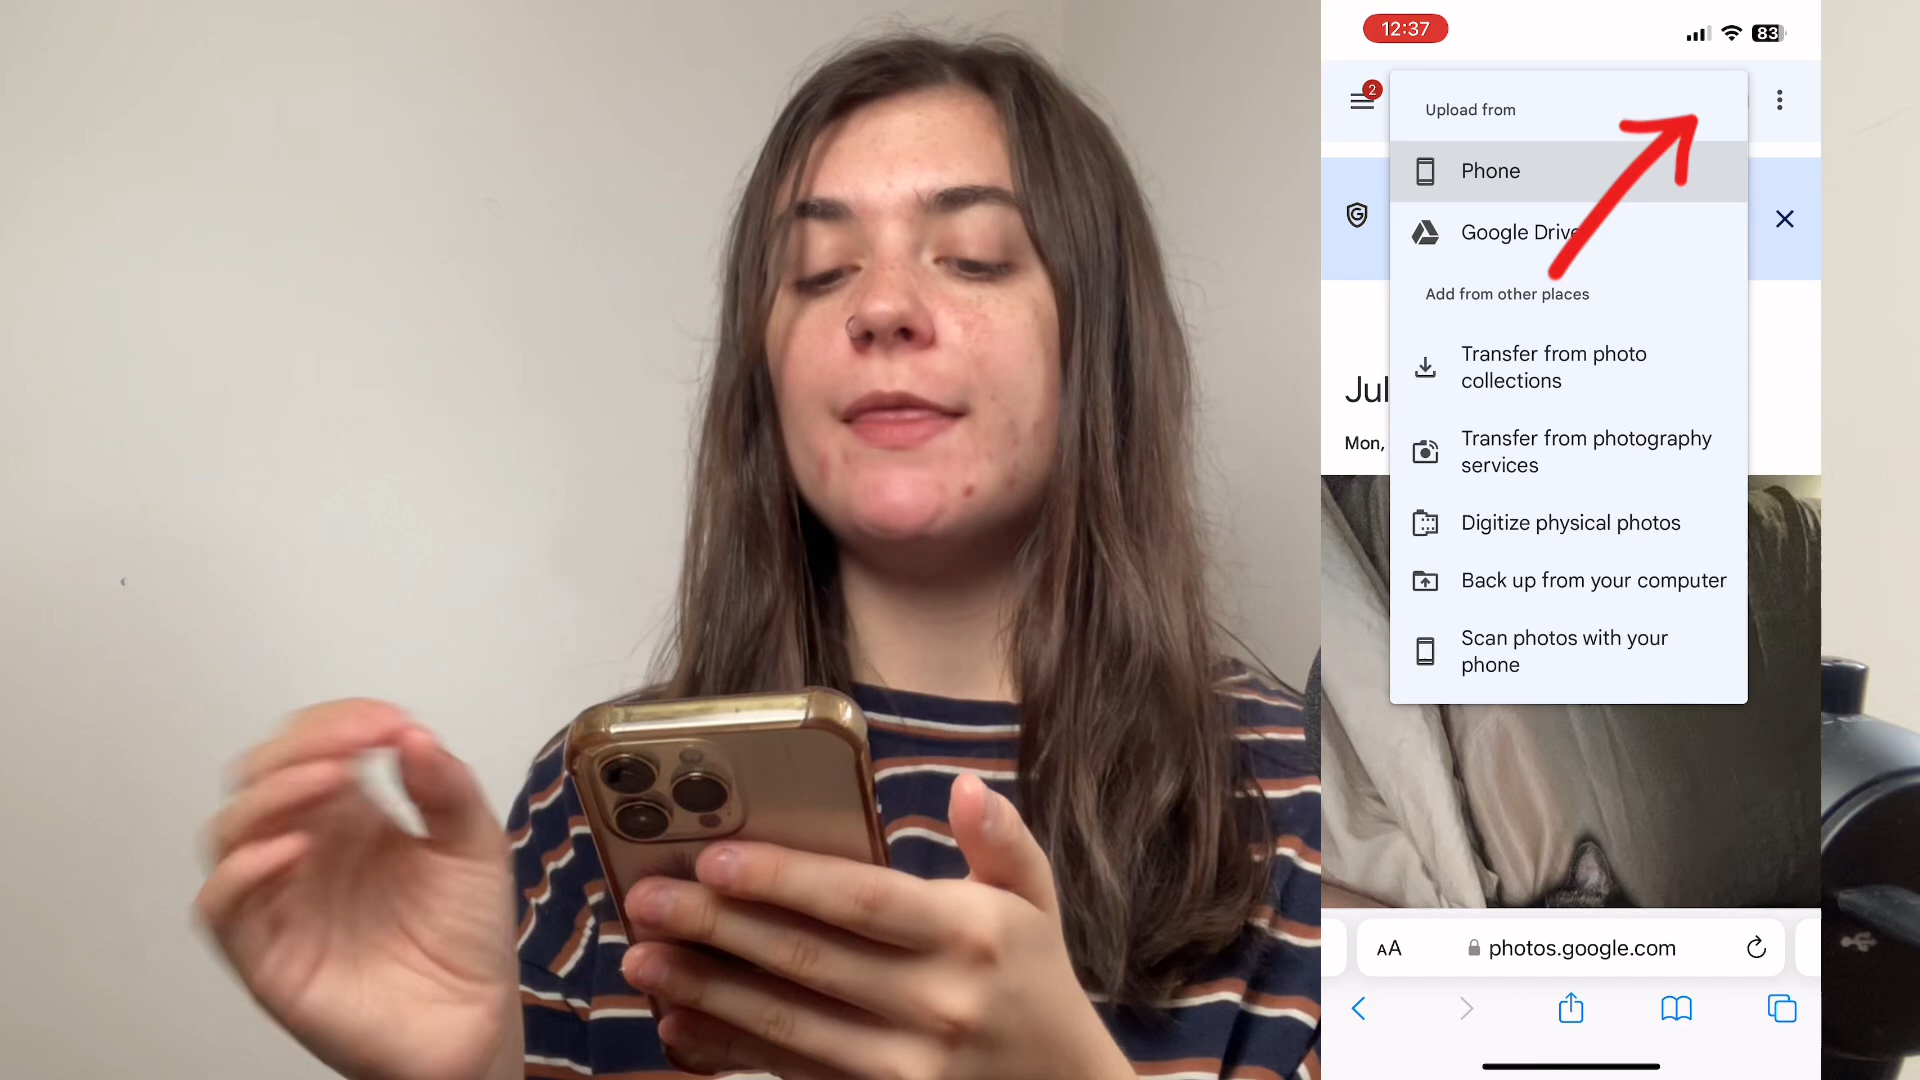 12:37
83
2
Upload from
Phone
Google Drive
Add from other places
Transfer from photo
collections
Transfer from photography
services
Digitize physical photos
Back up from your computer
Scan photos with your
phone
Jul
Mon,
AA
photos.google.com